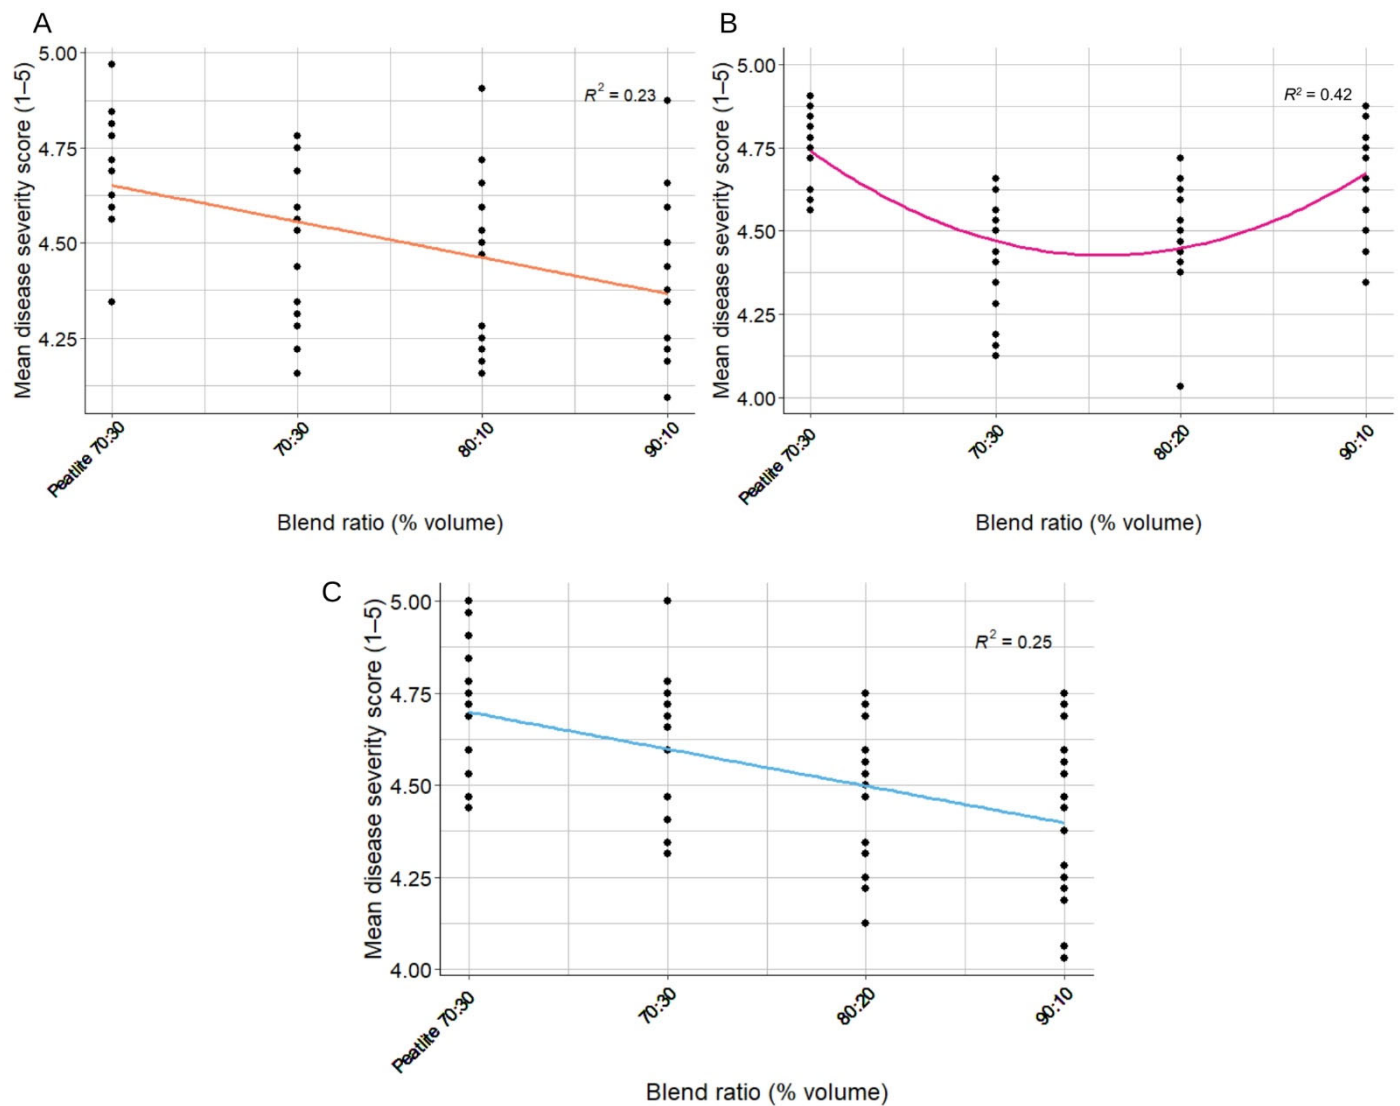 A
Mean disease severity score (1–5)
5.00
4.75
4.50
4.25
R² = 0.23
Peatlite 70:30
70:30
80:10
90:10
Blend ratio (% volume)
B
Mean disease severity score (1–5)
5.00
4.75
4.50
4.25
4.00
R² = 0.42
Peatlite 70:30
70:30
80:20
90:10
Blend ratio (% volume)
C
Mean disease severity score (1–5)
5.00
4.75
4.50
4.25
4.00
R² = 0.25
Peatlite 70:30
70:30
80:20
90:10
Blend ratio (% volume)